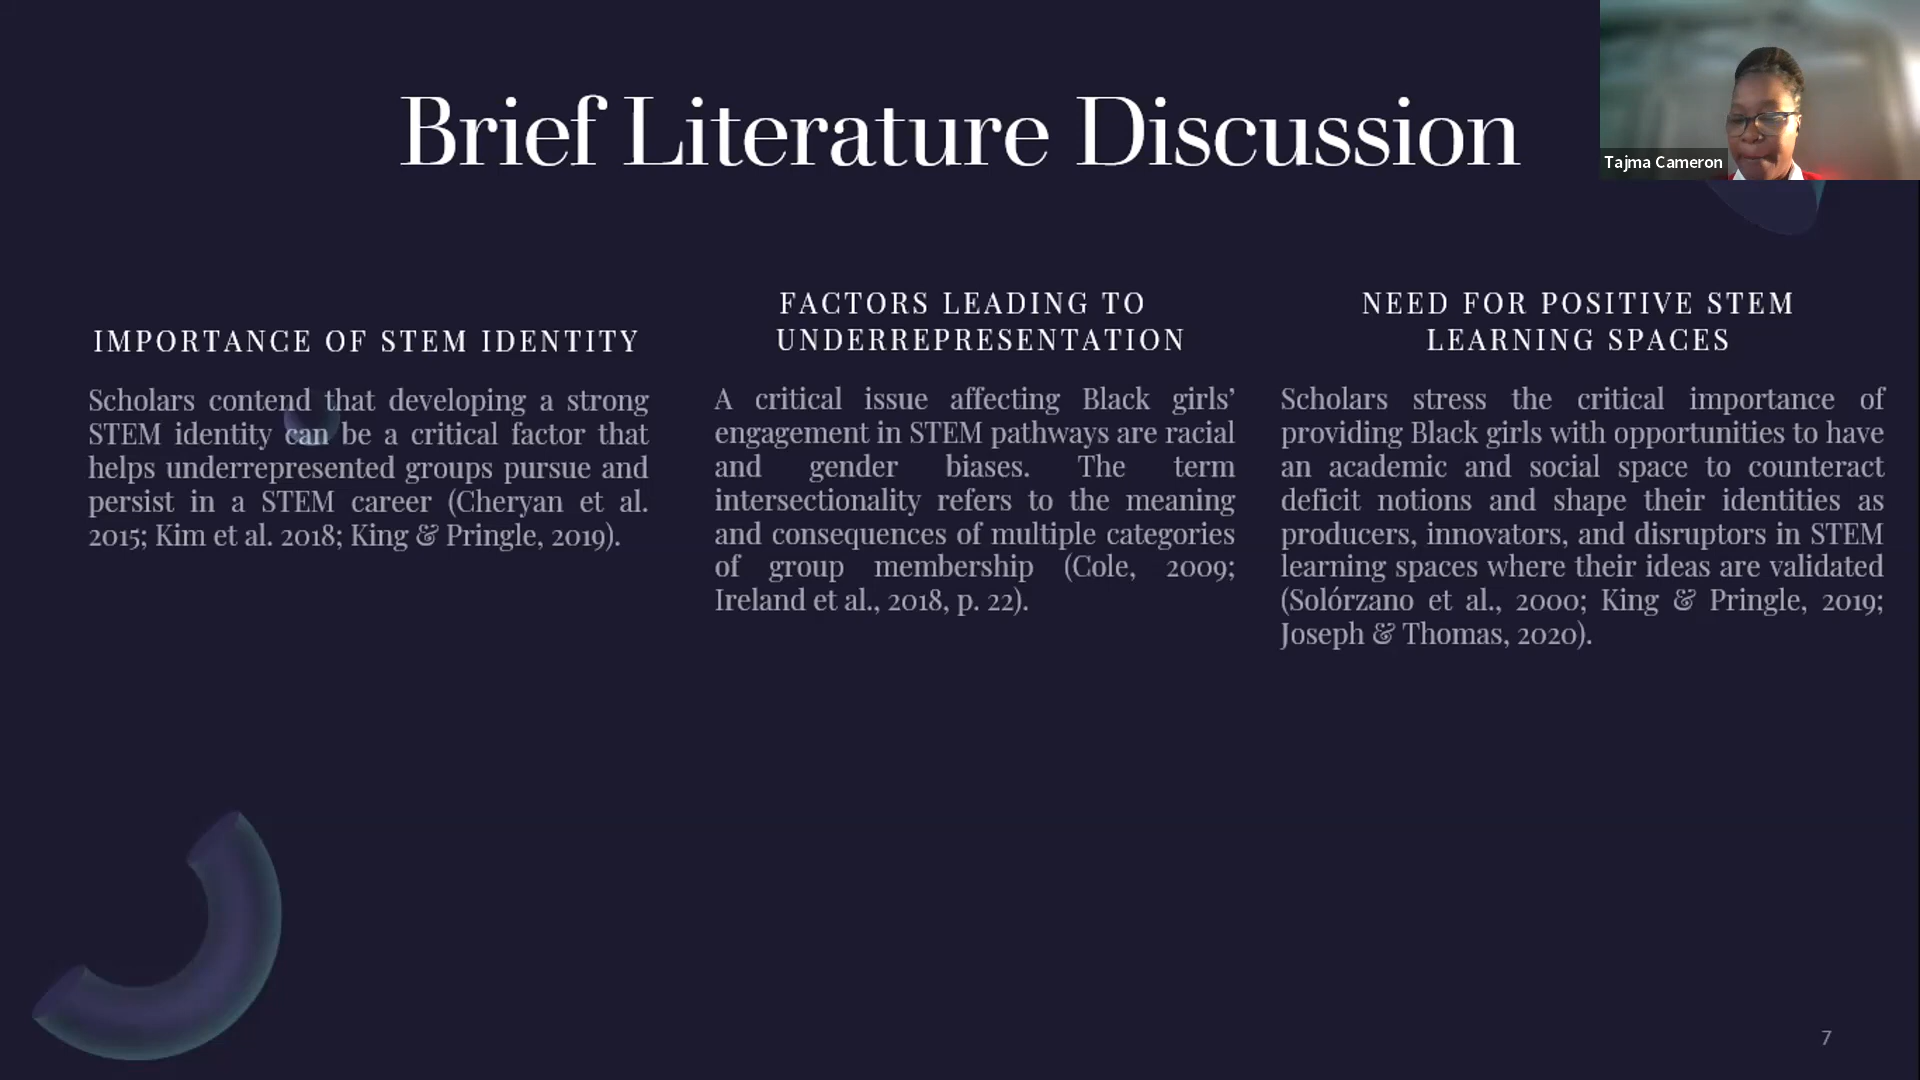 Brief Literature Discussion
Tajma Cameron
IMPORTANCE OF STEM IDENTITY
Scholars contend that developing a strong
STEM identity can be a critical factor that
helps underrepresented groups pursue and
persist in a STEM career (Cheryan et al.
2015; Kim et al. 2018; King & Pringle, 2019).
FACTORS LEADING TO
UNDERREPRESENTATION
A critical issue affecting Black girls’
engagement in STEM pathways are racial
and gender biases. The term
intersectionality refers to the meaning
and consequences of multiple categories
of group membership (Cole, 2009;
Ireland et al., 2018, p. 22).
NEED FOR POSITIVE STEM
LEARNING SPACES
Scholars stress the critical importance of
providing Black girls with opportunities to have
an academic and social space to counteract
deficit notions and shape their identities as
producers, innovators, and disruptors in STEM
learning spaces where their ideas are validated
(Solórzano et al., 2000; King & Pringle, 2019;
Joseph & Thomas, 2020).
7